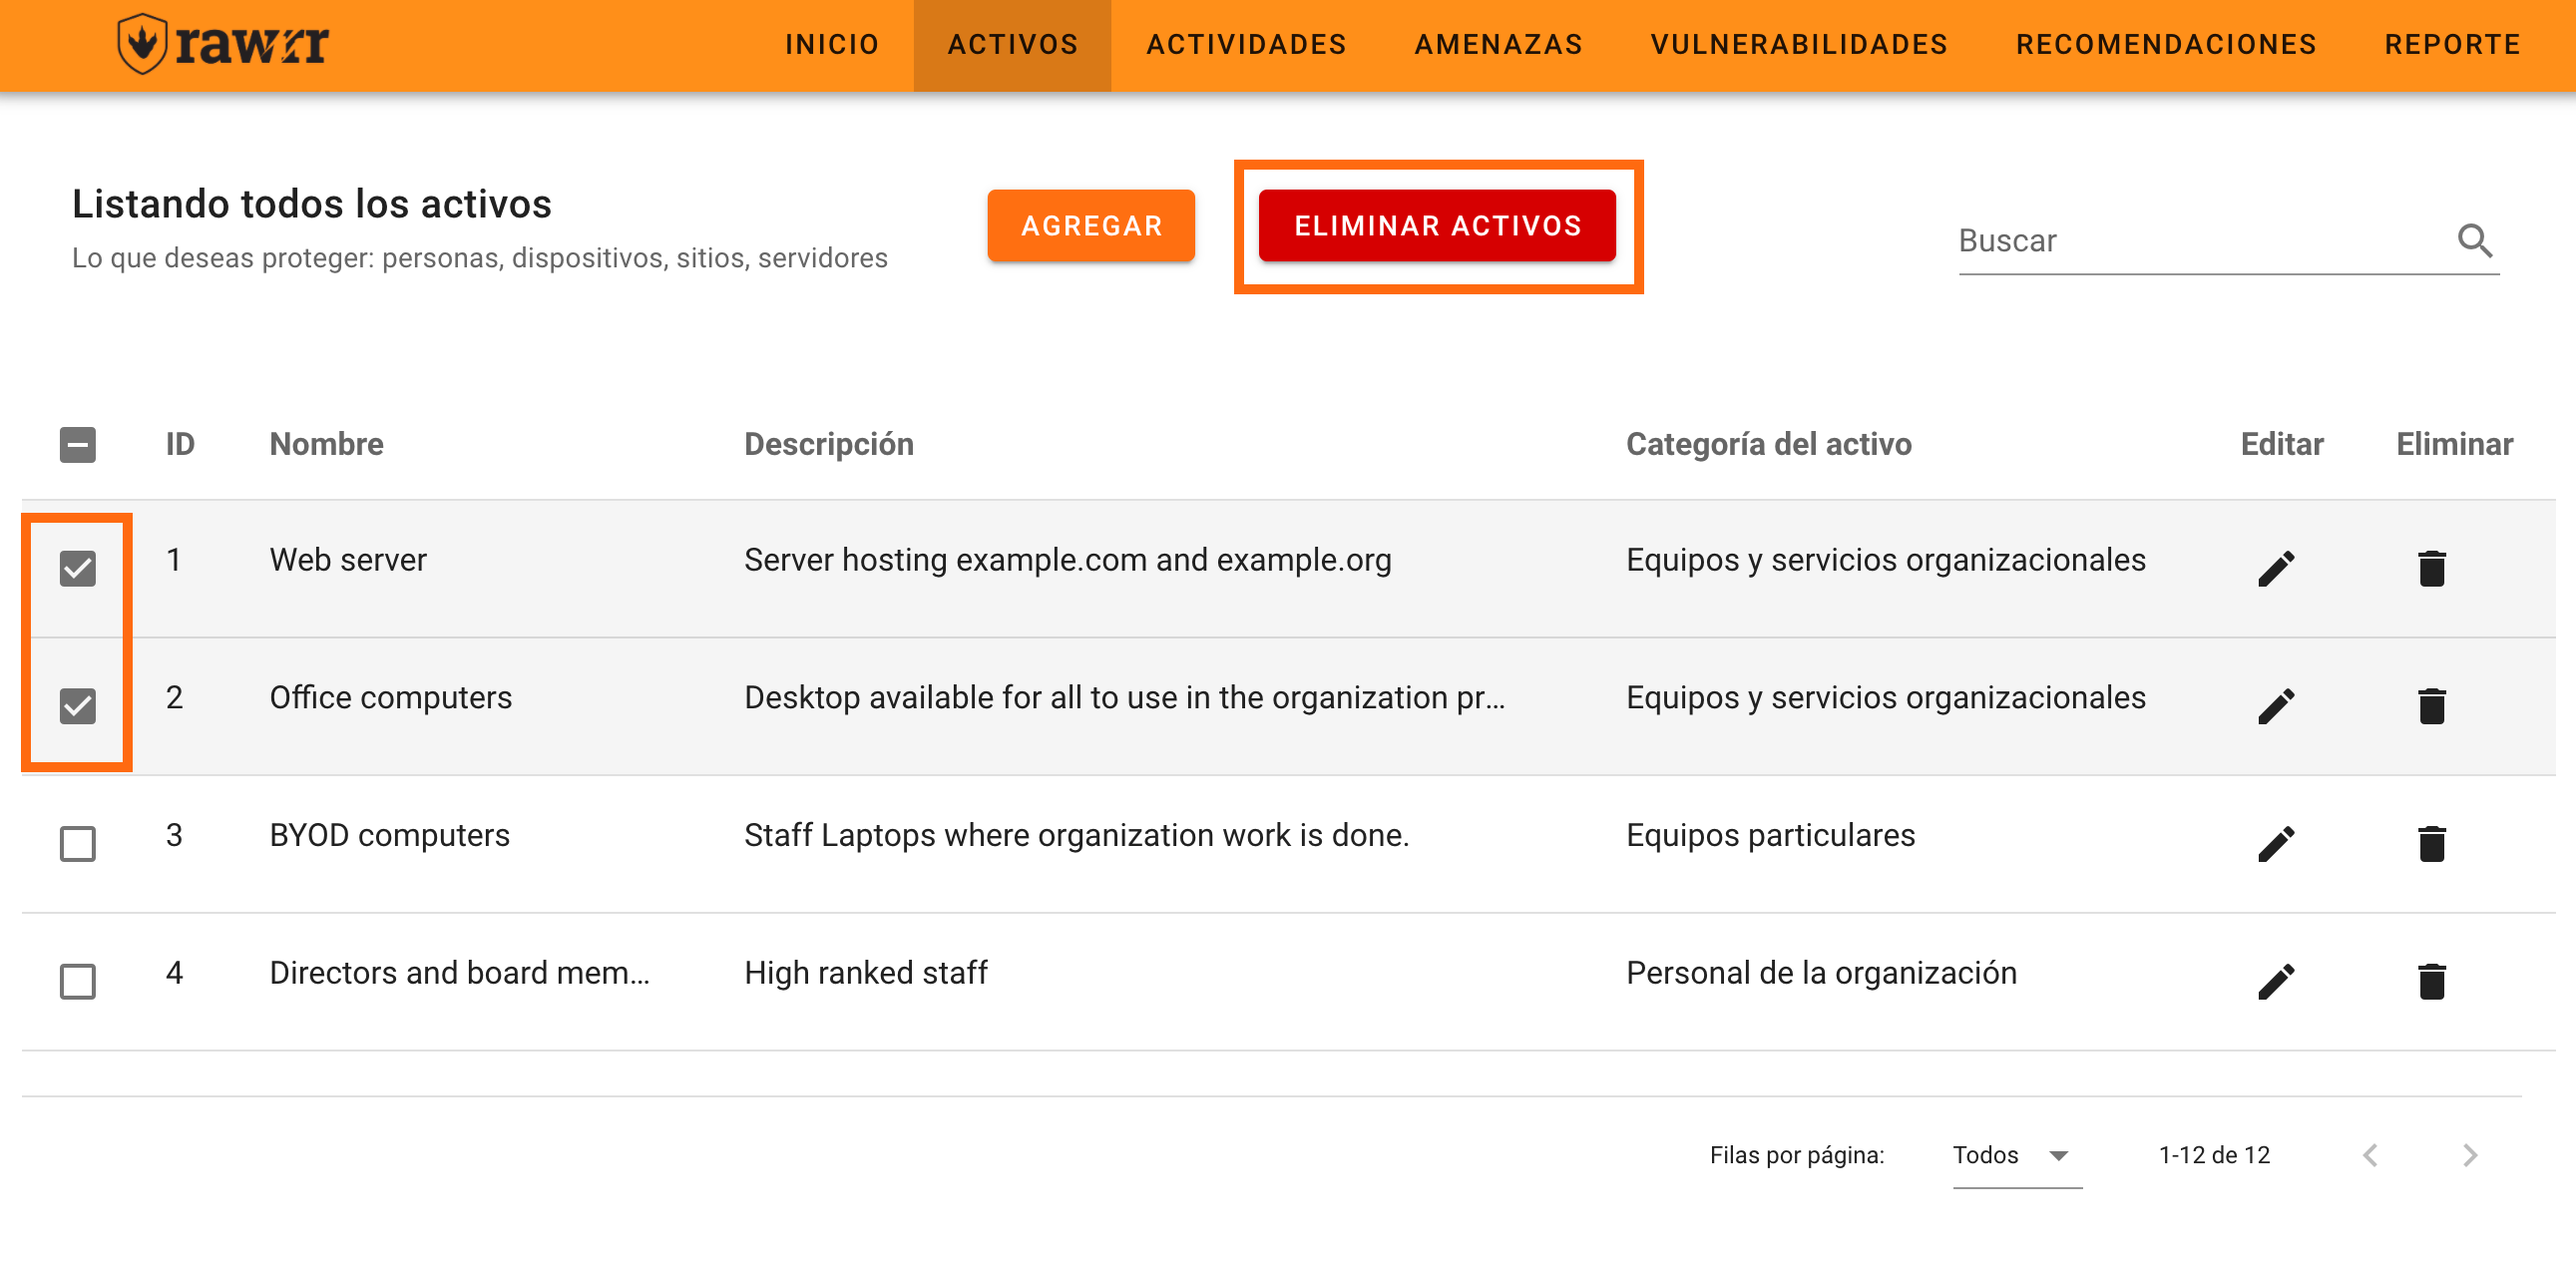 rawrr
INICIO ACTIVOS ACTIVIDADES AMENAZAS VULNERABILIDADES RECOMENDACIONES REPORTE
Listando todos los activos
Lo que deseas proteger: personas, dispositivos, sitios, servidores
AGREGAR
ELIMINAR ACTIVOS
Buscar
ID Nombre Descripción Categoría del activo Editar Eliminar
1 Web server Server hosting example.com and example.org Equipos y servicios organizacionales
2 Office computers Desktop available for all to use in the organization pr... Equipos y servicios organizacionales
3 BYOD computers Staff Laptops where organization work is done. Equipos particulares
4 Directors and board mem... High ranked staff Personal de la organización
Filas por página: Todos 1-12 de 12